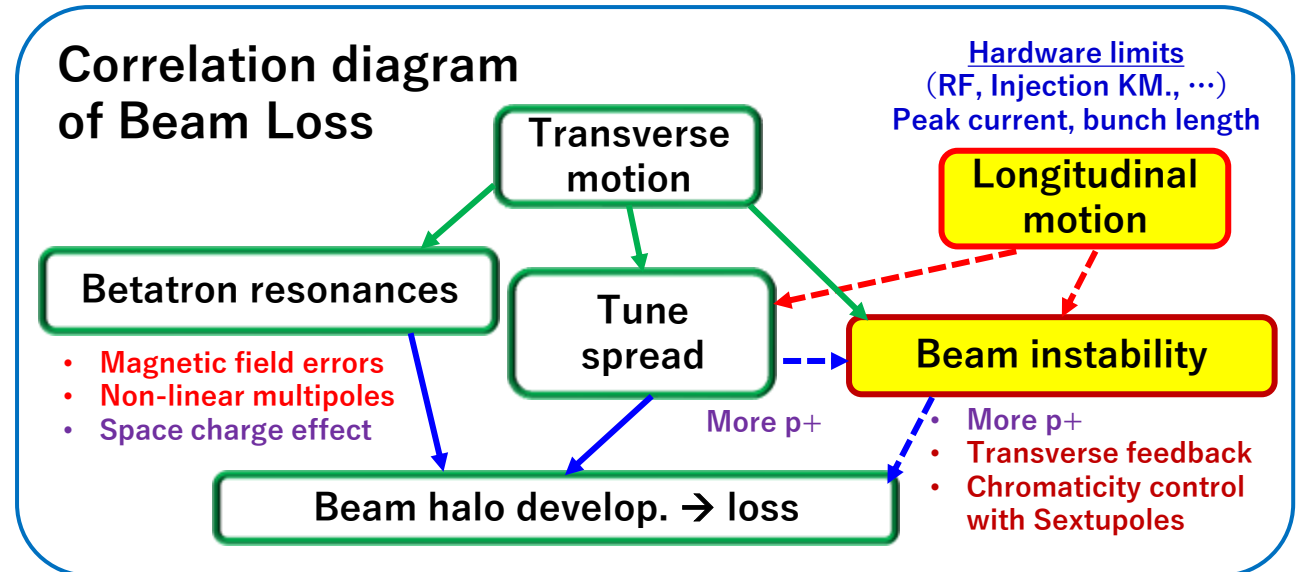 Correlation diagram
of Beam Loss
Hardware limits
(RF, Injection KM., …)
Peak current, bunch length
Transverse
motion
Longitudinal
motion
Betatron resonances
Tune
spread
Beam instability
• Magnetic field errors
• Non-linear multipoles
• Space charge effect
More p+
• More p+
• Transverse feedback
• Chromaticity control
with Sextupoles
Beam halo develop. → loss